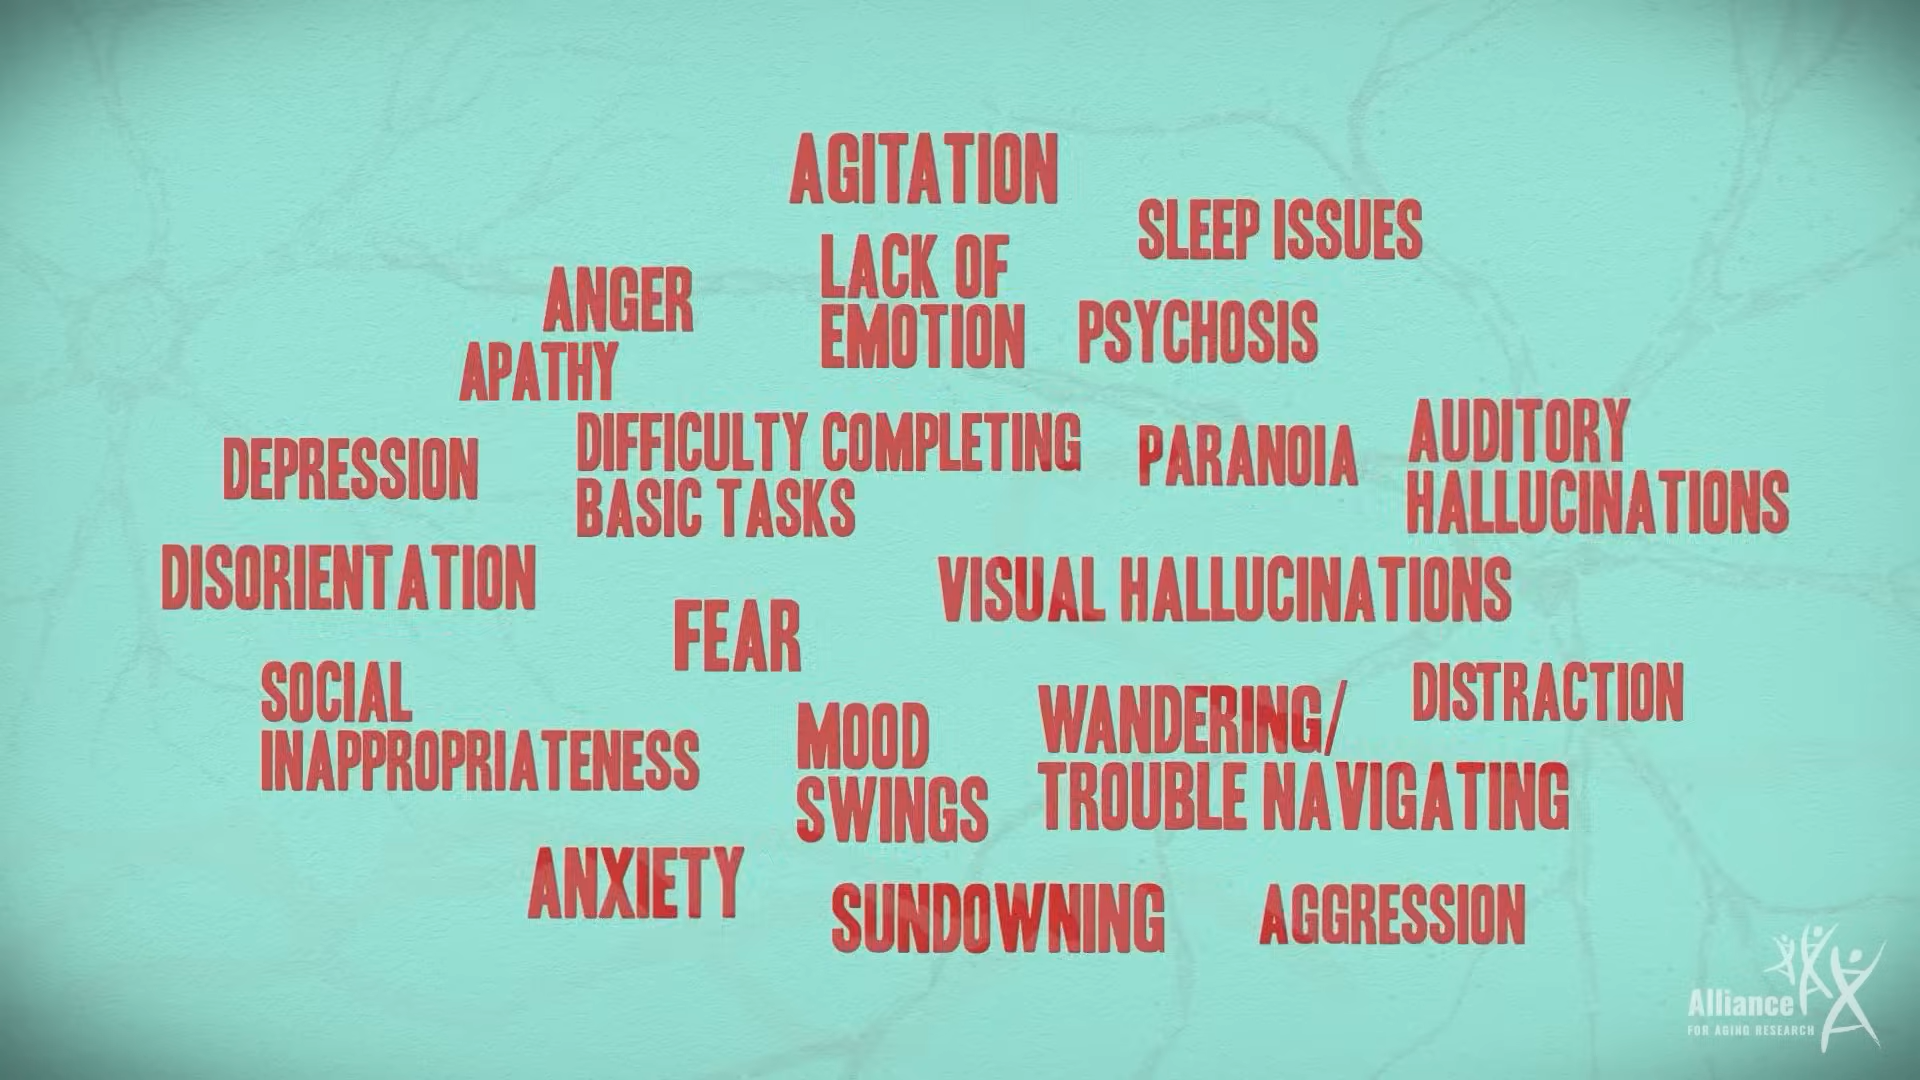 AGITATION
SLEEP ISSUES
LACK OF
EMOTION
ANGER
PSYCHOSIS
APATHY
DIFFICULTY COMPLETING
BASIC TASKS
PARANOIA
AUDITORY
HALLUCINATIONS
DEPRESSION
DISORIENTATION
VISUAL HALLUCINATIONS
FEAR
SOCIAL
INAPPROPRIATENESS
MOOD
SWINGS
WANDERING/
TROUBLE NAVIGATING
DISTRACTION
ANXIETY
SUNDOWNING
AGGRESSION
Alliance
FOR AGING RESEARCH